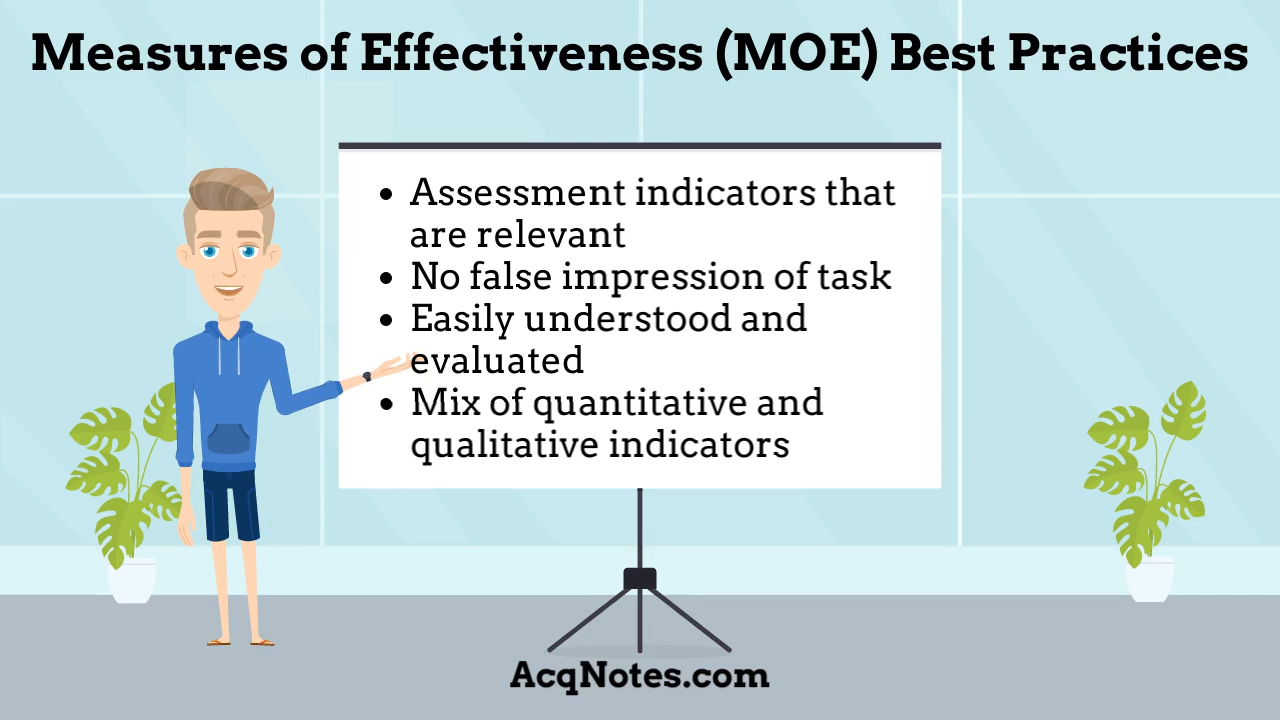 Measures of Effectiveness (MOE) Best Practices
• Assessment indicators that
are relevant
• No false impression of task
• Easily understood and
evaluated
• Mix of quantitative and
qualitative indicators
AcqNotes.com